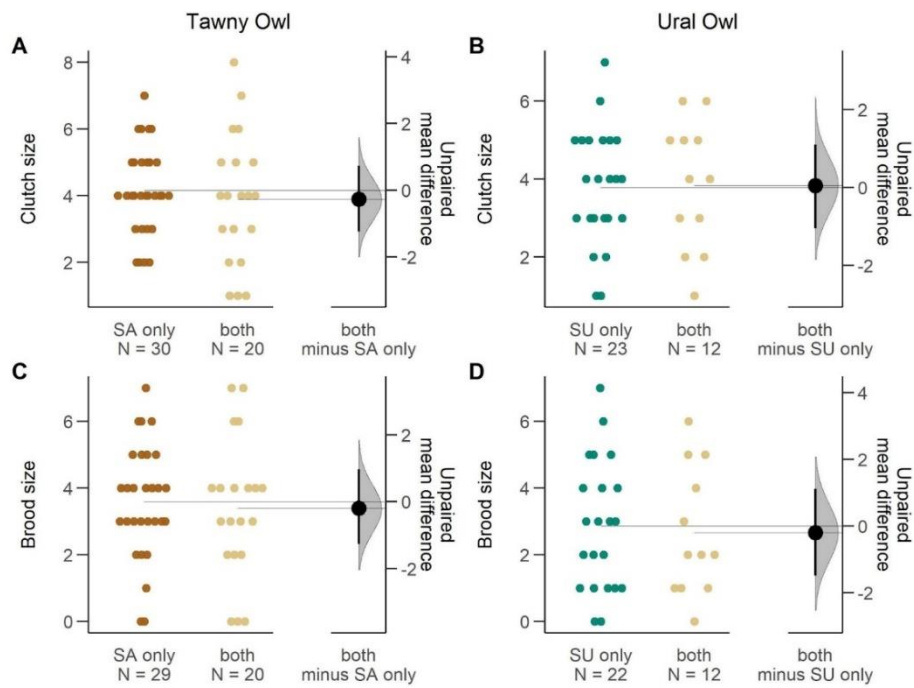 Tawny Owl
Ural Owl
A
Clutch size
8
6
4
2
4
2
0
-2
Unpaired
mean difference
SA only
N = 30
both
N = 20
both
minus SA only
B
Clutch size
6
4
2
2
0
-2
Unpaired
mean difference
SU only
N = 23
both
N = 12
both
minus SU only
C
Brood size
6
4
2
0
2
0
-2
Unpaired
mean difference
SA only
N = 29
both
N = 20
both
minus SA only
D
Brood size
6
4
2
0
4
2
0
-2
Unpaired
mean difference
SU only
N = 22
both
N = 12
both
minus SU only